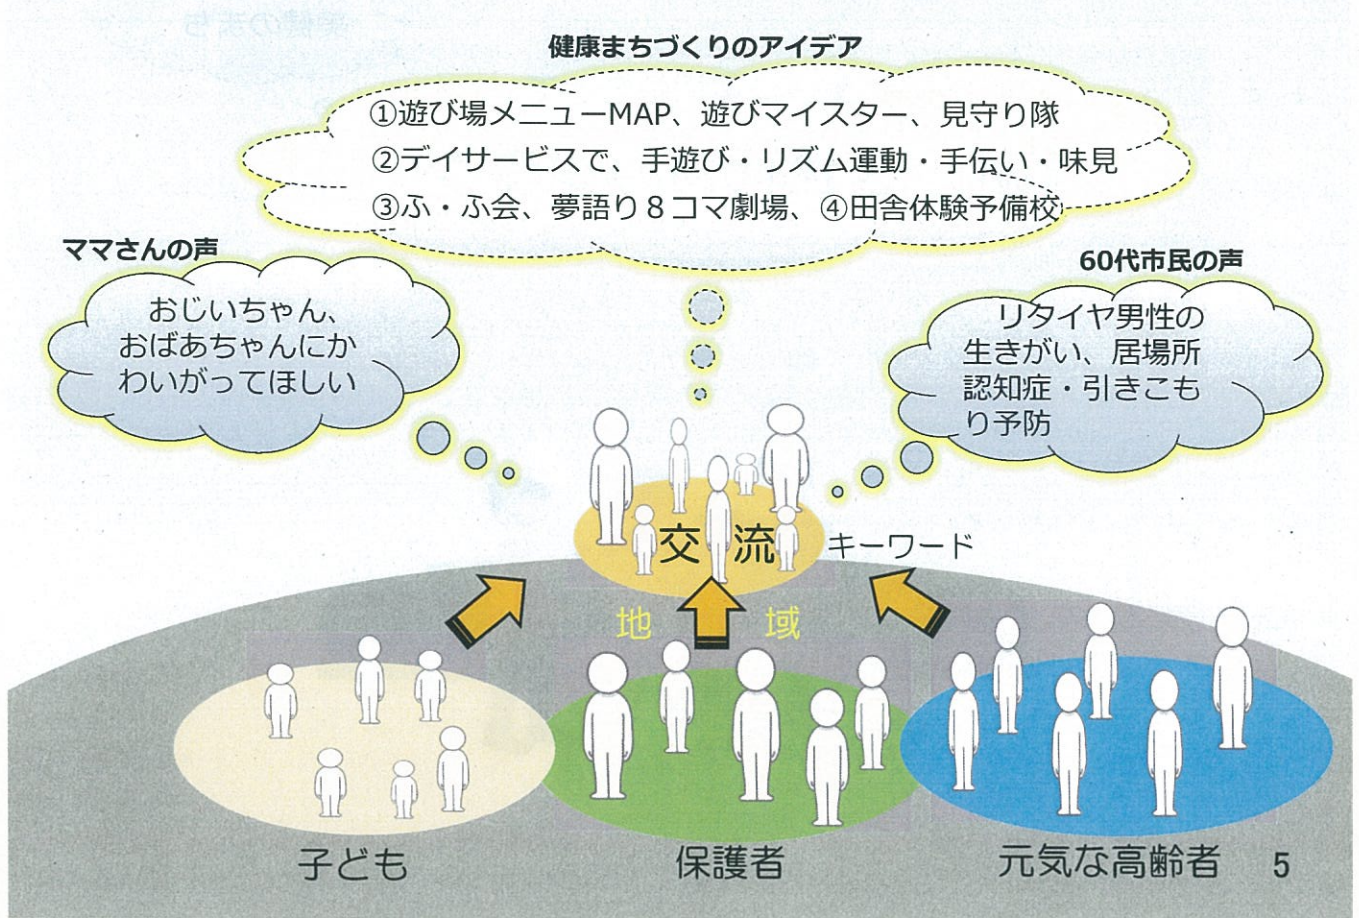 健康まちづくりのアイデア
①遊び場メニューMAP、遊びマイスター、見守り隊
②デイサービスで、手遊び・リズム運動・手伝い・味見
③ふ・ふ会、夢語り８コマ劇場、④田舎体験予備校
ママさんの声
おじいちゃん、
おばあちゃんにか
わいがってほしい
60代市民の声
リタイヤ男性の
生きがい、居場所
認知症・引きこも
り予防
交流
キーワード
地域
子ども
保護者
元気な高齢者
5